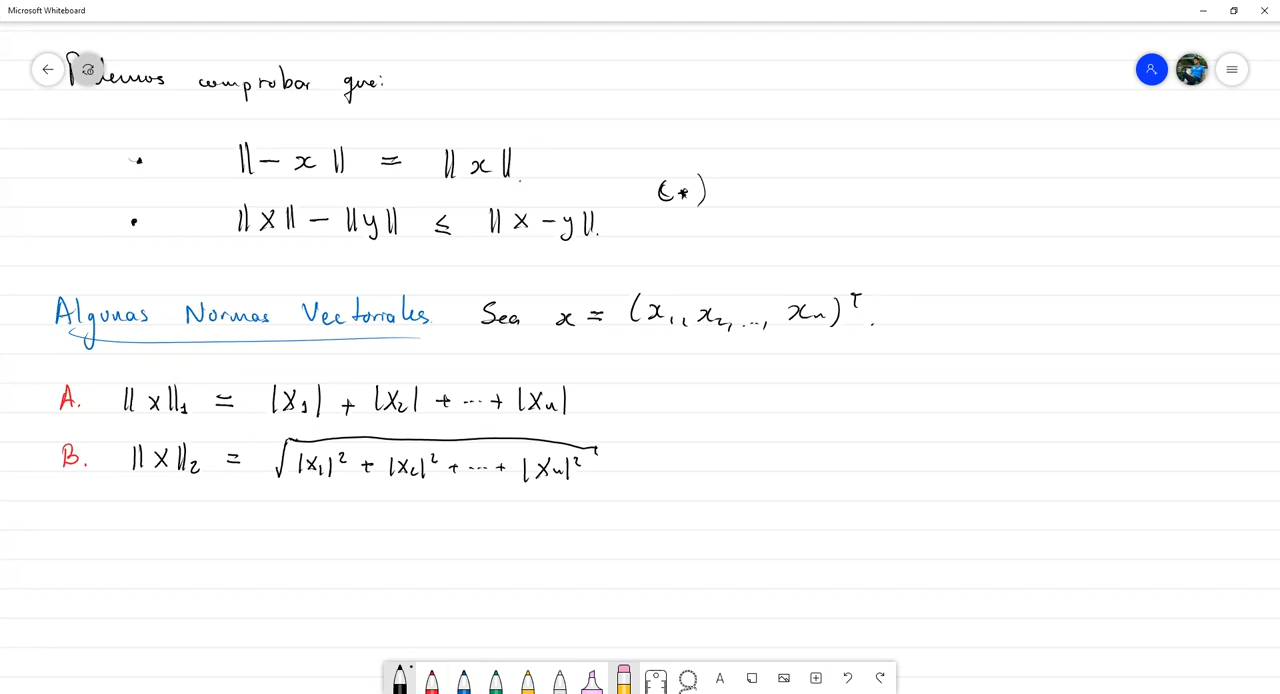 Microsoft Whiteboard
Podemos comprobar que:
• ||-x|| = ||x||.
(*)
• ||x|| - ||y|| ≤ ||x-y||.
Algunas Normas Vectoriales. Sea x = (x₁, x₂, ..., xₙ)ᵀ.
A. ||x||₁ = |x₁| + |x₂| + ... + |xₙ|
B. ||x||₂ = √(|x₁|² + |x₂|² + ... + |xₙ|²)